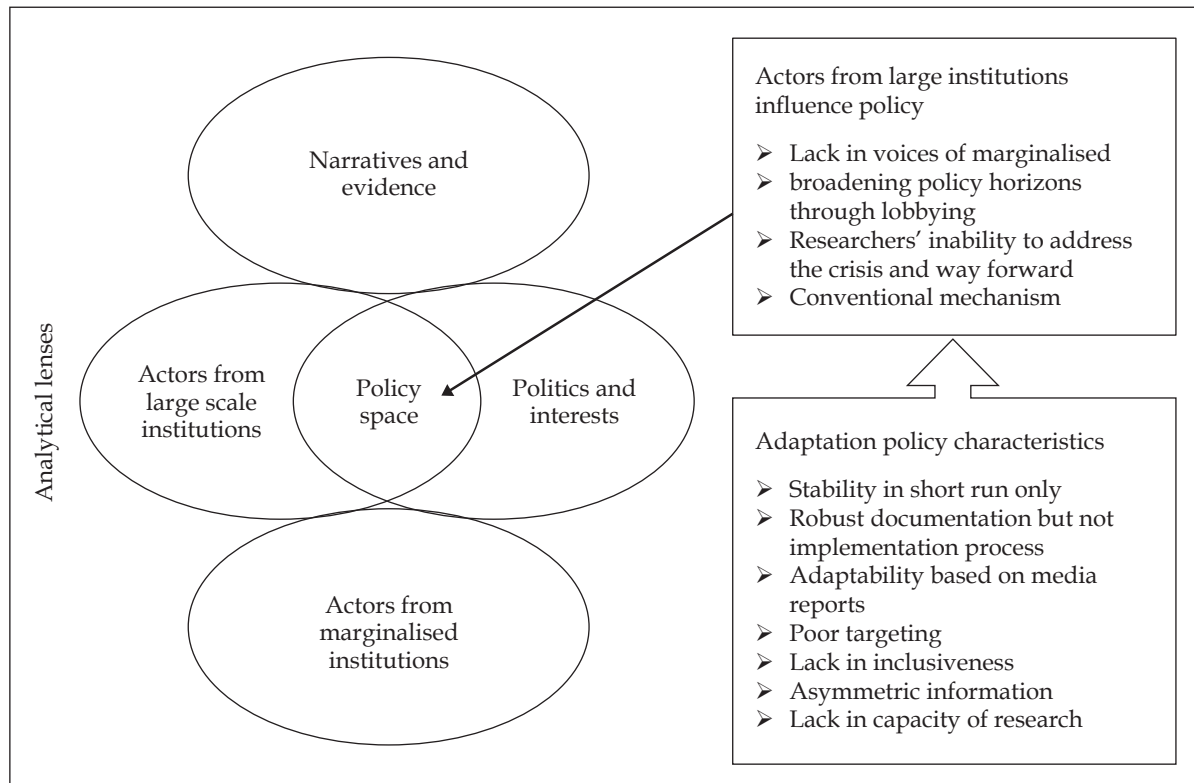 Analytical lenses
Narratives and
evidence
Actors from
large scale
institutions
Policy
space
Politics and
interests
Actors from
marginalised
institutions
Actors from large institutions
influence policy
➢ Lack in voices of marginalised
➢ broadening policy horizons
through lobbying
➢ Researchers’ inability to address
the crisis and way forward
➢ Conventional mechanism
Adaptation policy characteristics
➢ Stability in short run only
➢ Robust documentation but not
implementation process
➢ Adaptability based on media
reports
➢ Poor targeting
➢ Lack in inclusiveness
➢ Asymmetric information
➢ Lack in capacity of research